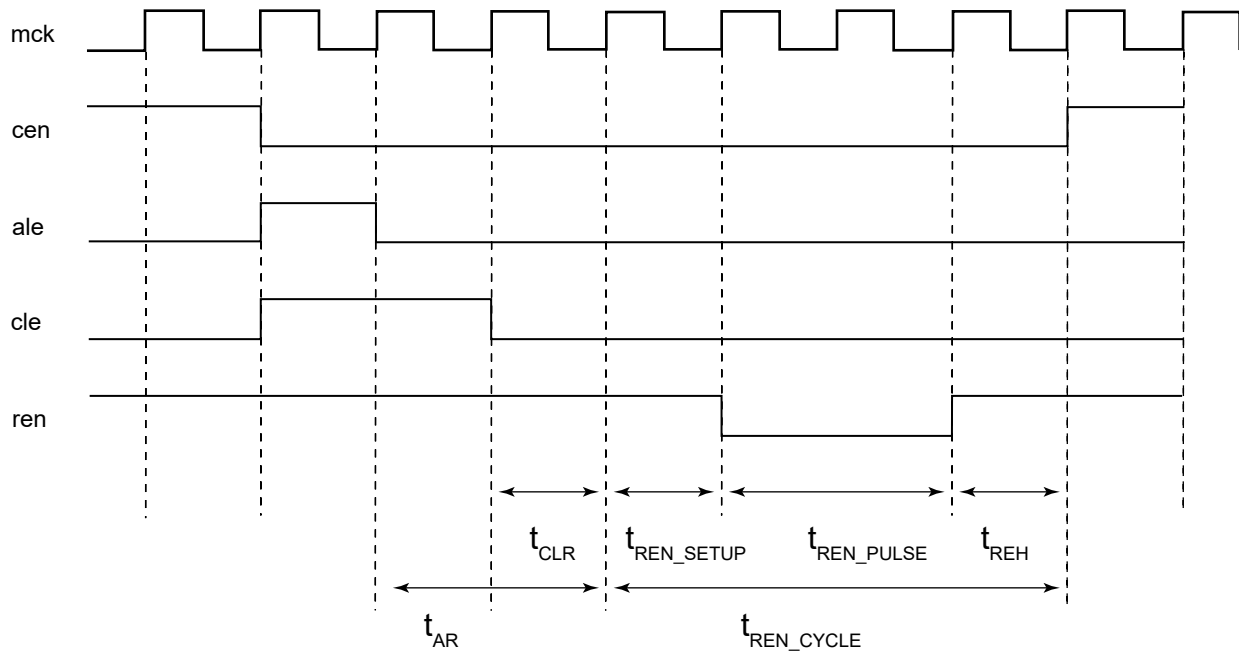 mck
cen
ale
cle
ren
tCLR tREN_SETUP tREN_PULSE tREH
tAR tREN_CYCLE